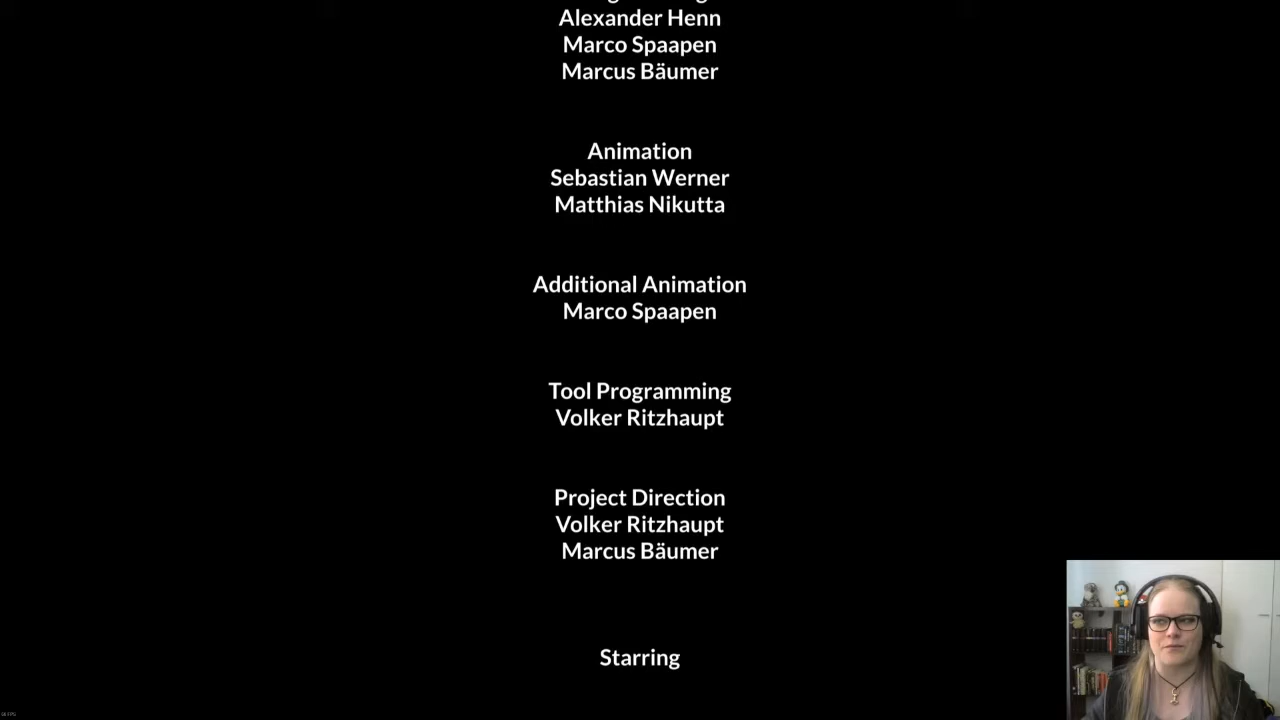 Alexander Henn
Marco Spaapen
Marcus Bäumer
Animation
Sebastian Werner
Matthias Nikutta
Additional Animation
Marco Spaapen
Tool Programming
Volker Ritzhaupt
Project Direction
Volker Ritzhaupt
Marcus Bäumer
Starring